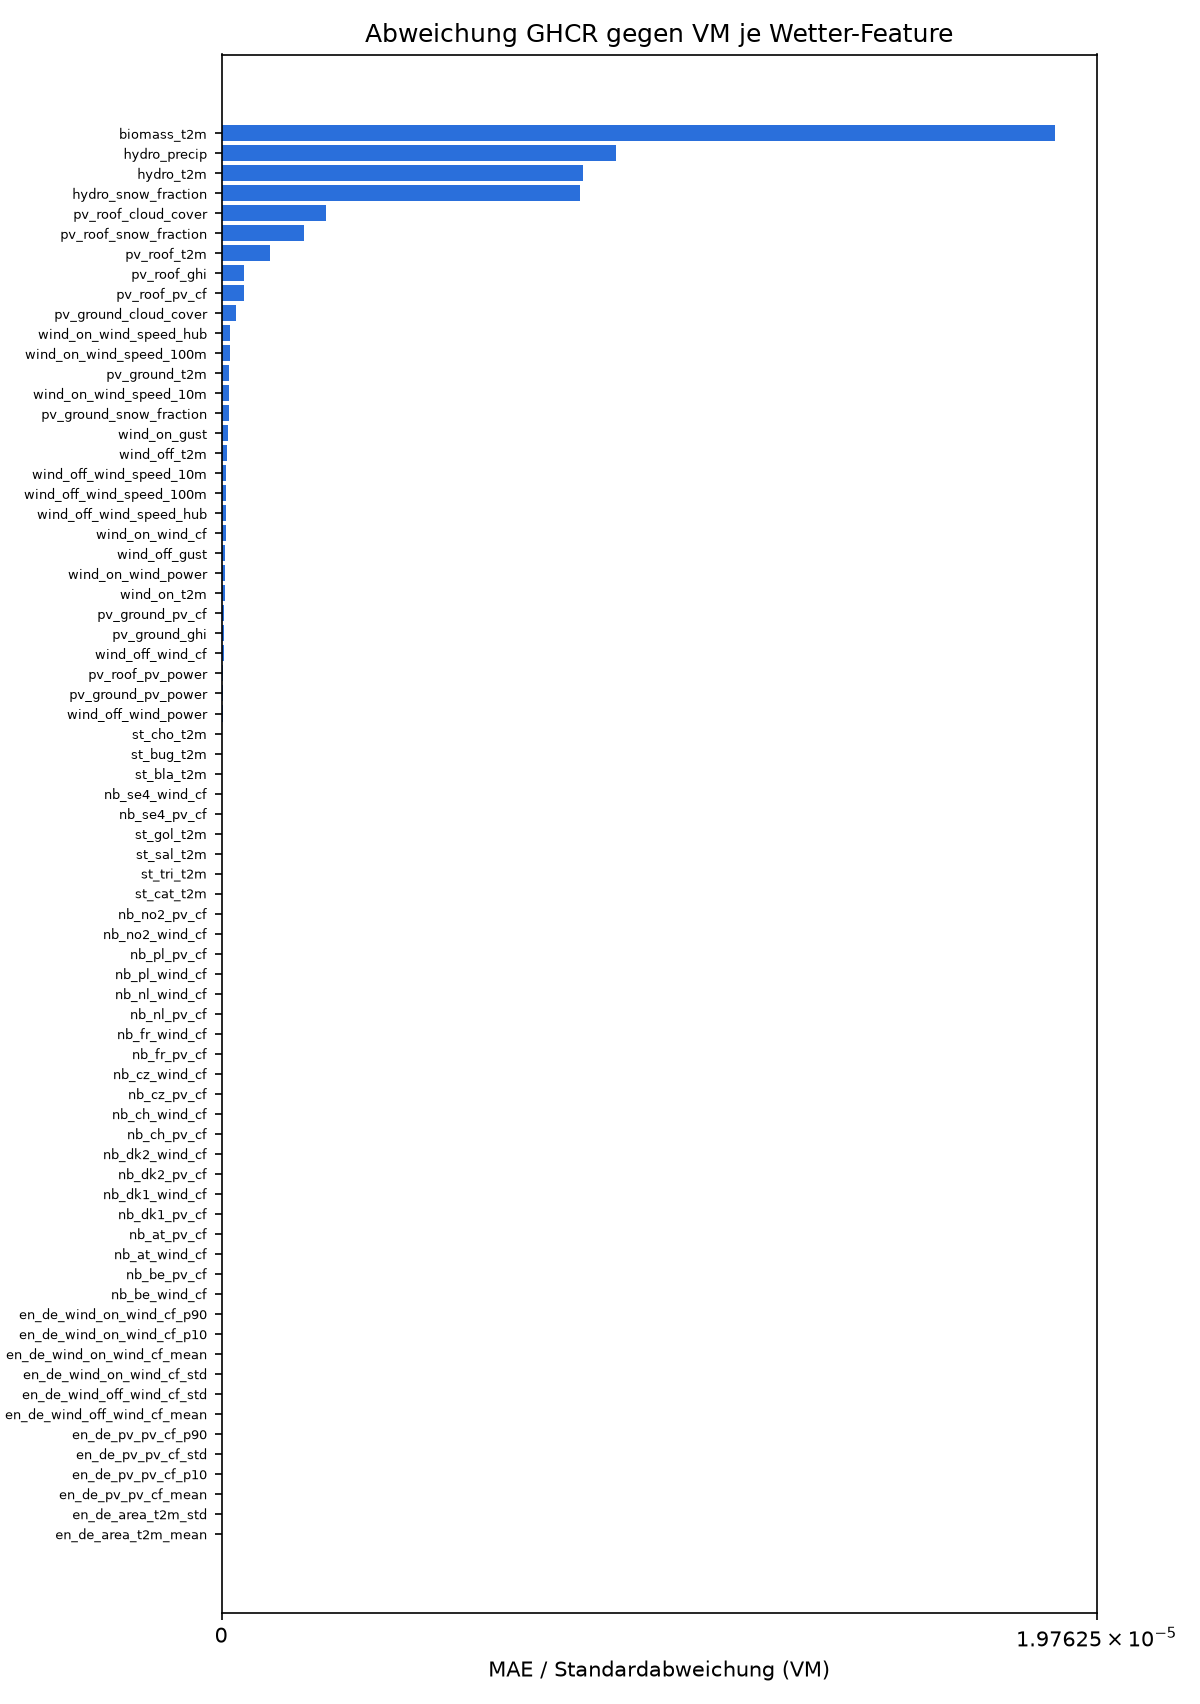 Abweichung GHCR gegen VM je Wetter-Feature
biomass_t2m
hydro_precip
hydro_t2m
hydro_snow_fraction
pv_roof_cloud_cover
pv_roof_snow_fraction
pv_roof_t2m
pv_roof_ghi
pv_roof_pv_cf
pv_ground_cloud_cover
wind_on_wind_speed_hub
wind_on_wind_speed_100m
pv_ground_t2m
wind_on_wind_speed_10m
pv_ground_snow_fraction
wind_on_gust
wind_off_t2m
wind_off_wind_speed_10m
wind_off_wind_speed_100m
wind_off_wind_speed_hub
wind_on_wind_cf
wind_off_gust
wind_on_wind_power
wind_on_t2m
pv_ground_pv_cf
pv_ground_ghi
wind_off_wind_cf
pv_roof_pv_power
pv_ground_pv_power
wind_off_wind_power
st_cho_t2m
st_bug_t2m
st_bla_t2m
nb_se4_wind_cf
nb_se4_pv_cf
st_gol_t2m
st_sal_t2m
st_tri_t2m
st_cat_t2m
nb_no2_pv_cf
nb_no2_wind_cf
nb_pl_pv_cf
nb_pl_wind_cf
nb_nl_wind_cf
nb_nl_pv_cf
nb_fr_wind_cf
nb_fr_pv_cf
nb_cz_wind_cf
nb_cz_pv_cf
nb_ch_wind_cf
nb_ch_pv_cf
nb_dk2_wind_cf
nb_dk2_pv_cf
nb_dk1_wind_cf
nb_dk1_pv_cf
nb_at_pv_cf
nb_at_wind_cf
nb_be_pv_cf
nb_be_wind_cf
en_de_wind_on_wind_cf_p90
en_de_wind_on_wind_cf_p10
en_de_wind_on_wind_cf_mean
en_de_wind_on_wind_cf_std
en_de_wind_off_wind_cf_std
en_de_wind_off_wind_cf_mean
en_de_pv_pv_cf_p90
en_de_pv_pv_cf_std
en_de_pv_pv_cf_p10
en_de_pv_pv_cf_mean
en_de_area_t2m_std
en_de_area_t2m_mean
0 1.97625 × 10⁻⁵
MAE / Standardabweichung (VM)